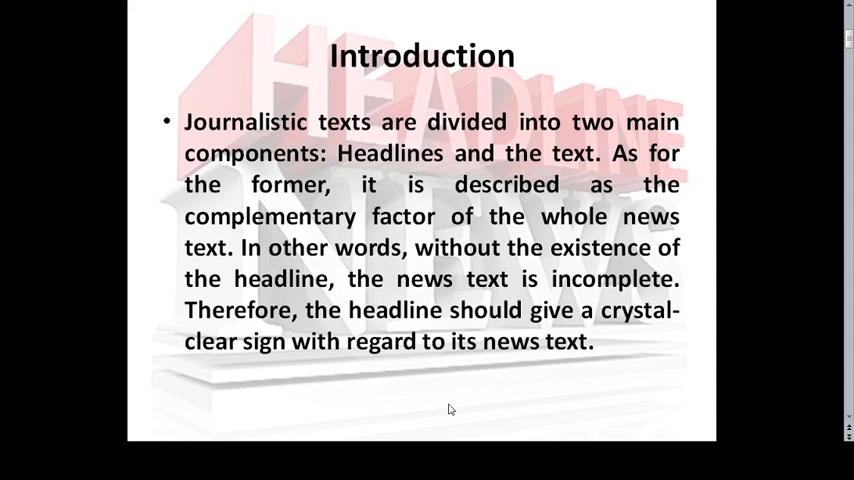 Introduction
• Journalistic texts are divided into two main
components: Headlines and the text. As for
the former, it is described as the
complementary factor of the whole news
text. In other words, without the existence of
the headline, the news text is incomplete.
Therefore, the headline should give a crystal-
clear sign with regard to its news text.
HEADLINE
NEWS